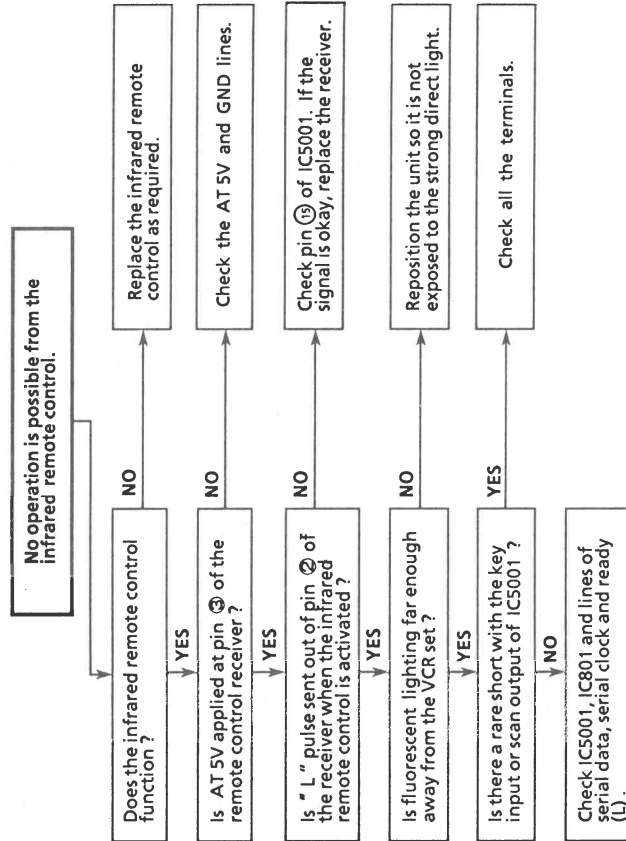 No operation is possible from the
infrared remote control.
Does the infrared remote control
function ?
NO
Replace the infrared remote
control as required.
YES
Is AT 5V applied at pin ③ of the
remote control receiver ?
NO
Check the AT 5V and GND lines.
YES
Is " L " pulse sent out of pin ② of
the receiver when the infrared
remote control is activated ?
NO
Check pin ⑮ of IC5001. If the
signal is okay, replace the receiver.
YES
Is fluorescent lighting far enough
away from the VCR set ?
NO
Reposition the unit so it is not
exposed to the strong direct light.
YES
Is there a rare short with the key
input or scan output of IC5001 ?
YES
Check all the terminals.
NO
Check IC5001, IC801 and lines of
serial data, serial clock and ready
(L) .